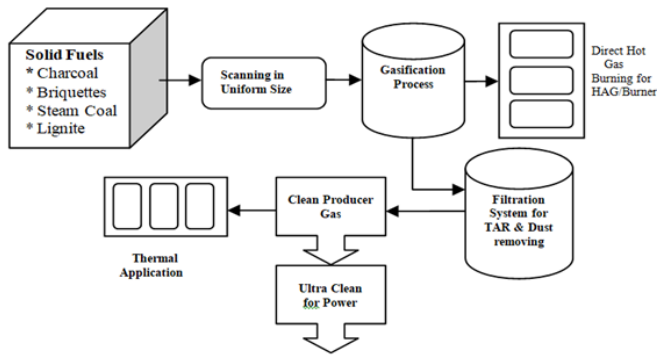 Solid Fuels
* Charcoal
* Briquettes
* Steam Coal
* Lignite
Scanning in
Uniform Size
Gasification
Process
Direct Hot
Gas
Burning for
HAG/Burner
Filtration
System for
TAR & Dust
removing
Clean Producer
Gas
Thermal
Application
Ultra Clean
for Power